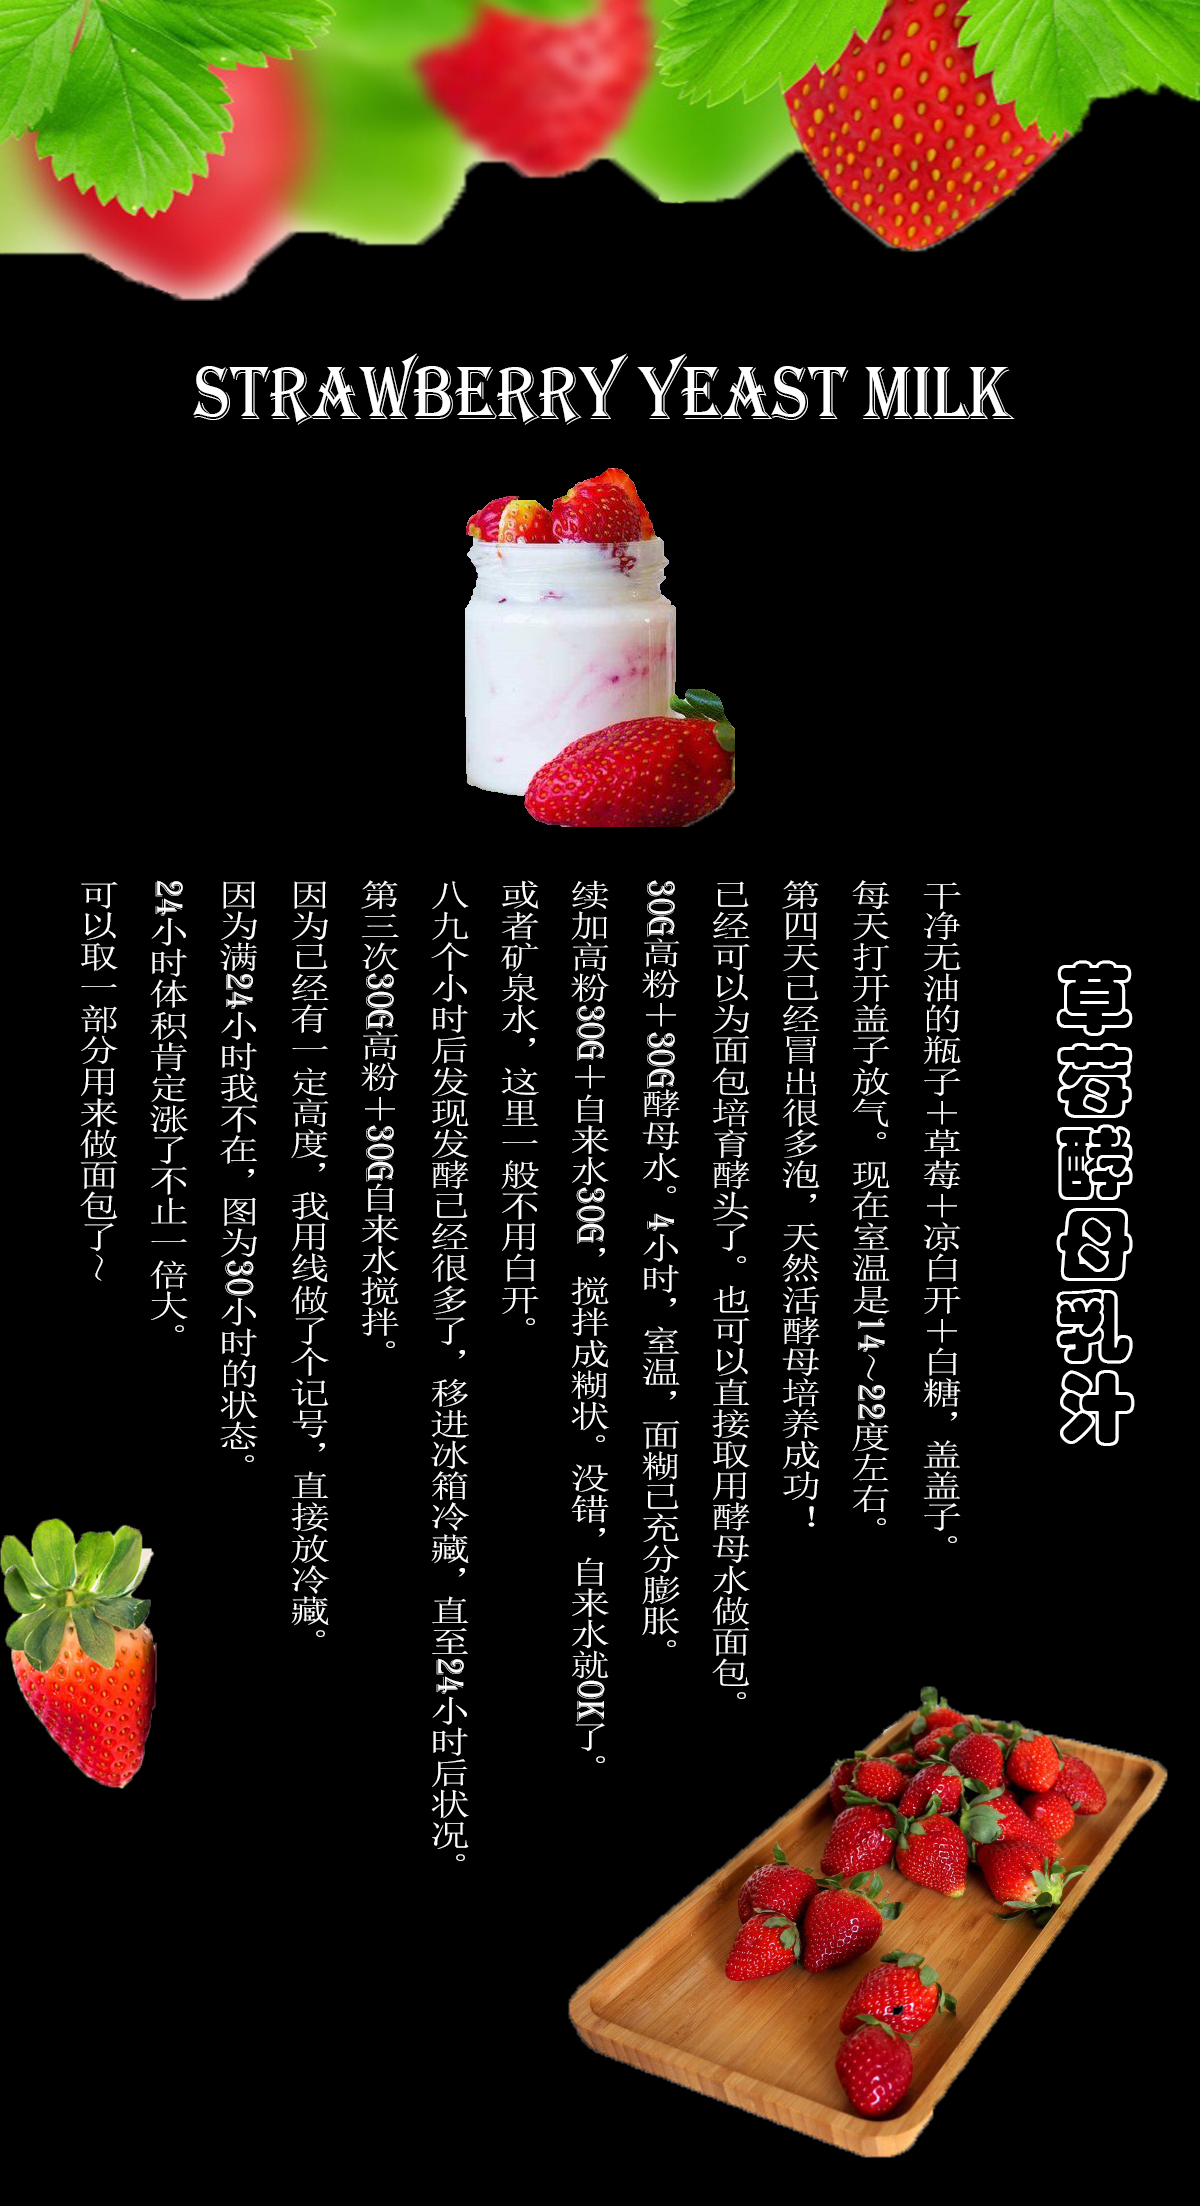 STRAWBERRY YEAST MILK
草莓酵母乳汁
干净无油的瓶子＋草莓＋凉白开＋白糖，盖盖子。
每天打开盖子放气。现在室温是14~22度左右。
第四天已经冒出很多泡，天然活酵母培养成功！
已经可以为面包培育酵头了。也可以直接取用酵母水做面包。
30G高粉＋30G酵母水。4小时，室温，面糊已充分膨胀。
续加高粉30G＋自来水30G，搅拌成糊状。没错，自来水就OK了。
或者矿泉水，这里一般不用白开。
八九个小时后发现发酵已经很多了，移进冰箱冷藏，直至24小时后状况。
第三次30G高粉＋30G自来水搅拌。
因为已经有一定高度，我用线做了个记号，直接放冷藏。
因为满24小时我不在，图为30小时的状态。
24小时体积肯定涨了不止一倍大。
可以取一部分用来做面包了~